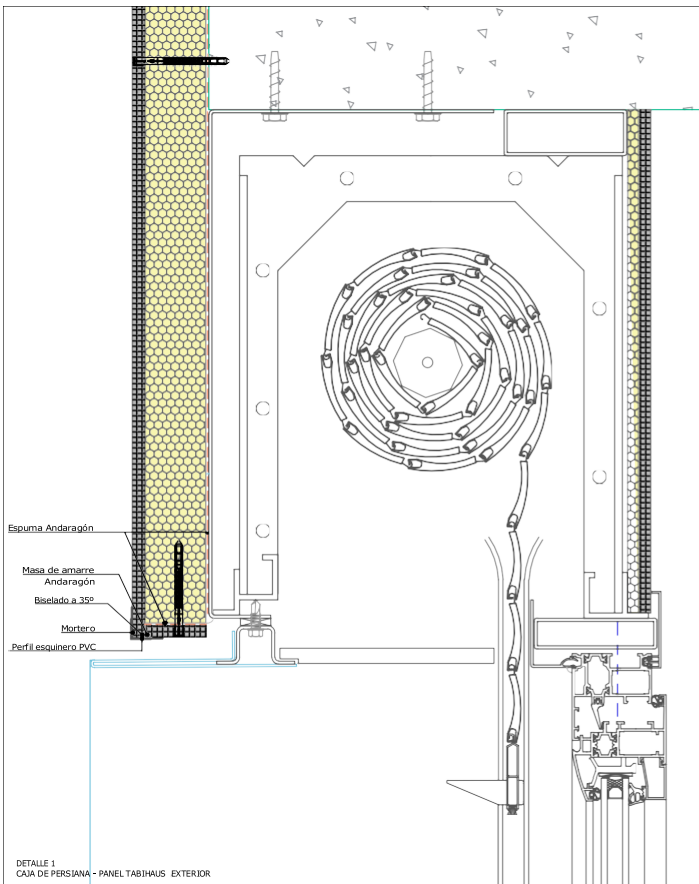 Espuma Andaragón
Masa de amarre
Andaragón
Biselado a 35º
Mortero
Perfil esquinero PVC
DETALLE 1
CAJA DE PERSIANA - PANEL TABIHAUS EXTERIOR